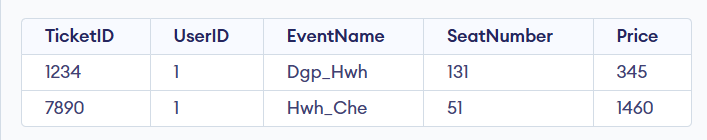 TicketID UserID EventName SeatNumber Price
1234 1 Dgp_Hwh 131 345
7890 1 Hwh_Che 51 1460